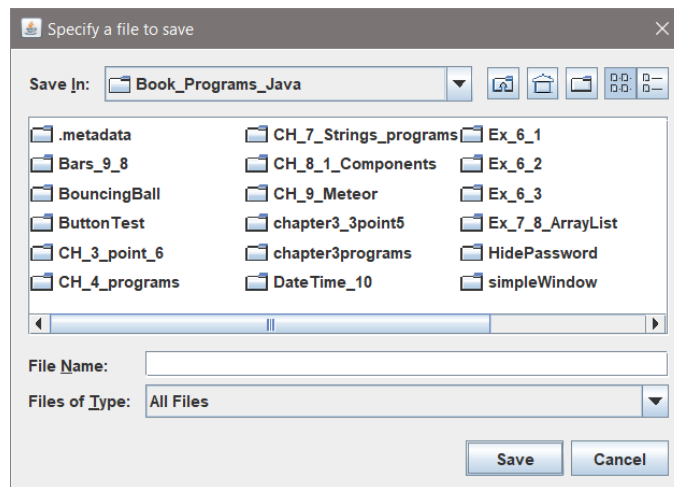 Specify a file to save
Save In: Book_Programs_Java
.metadata CH_7_Strings_programs Ex_6_1
Bars_9_8 CH_8_1_Components Ex_6_2
BouncingBall CH_9_Meteor Ex_6_3
ButtonTest chapter3_3point5 Ex_7_8_ArrayList
CH_3_point_6 chapter3programs HidePassword
CH_4_programs DateTime_10 simpleWindow
File Name:
Files of Type: All Files
Save Cancel